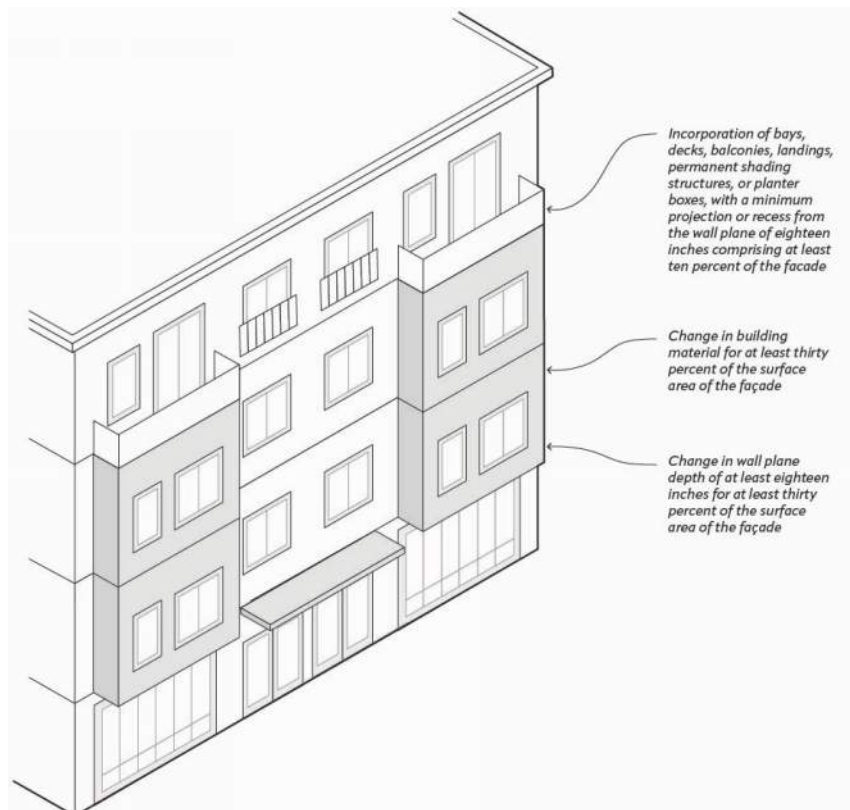 Incorporation of bays,
decks, balconies, landings,
permanent shading
structures, or planter
boxes, with a minimum
projection or recess from
the wall plane of eighteen
inches comprising at least
ten percent of the facade
Change in building
material for at least thirty
percent of the surface
area of the façade
Change in wall plane
depth of at least eighteen
inches for at least thirty
percent of the surface
area of the façade